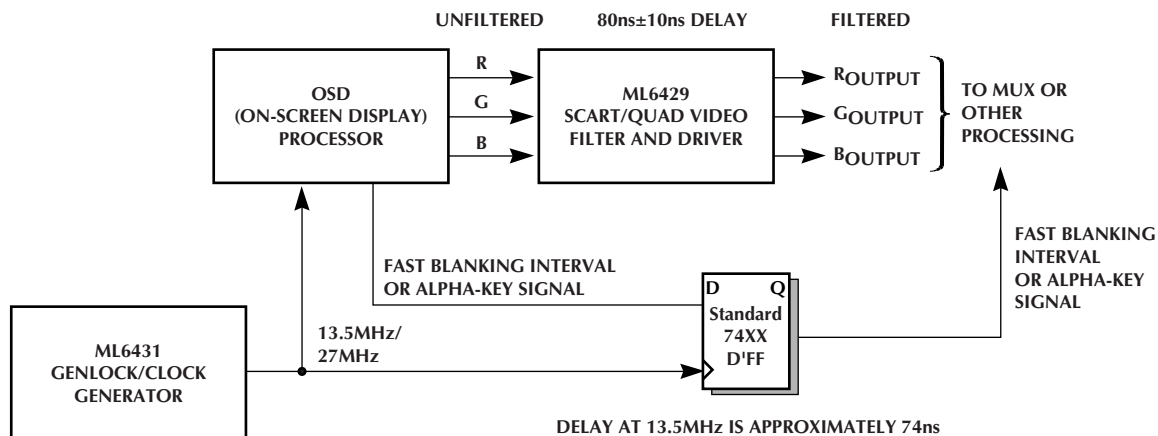 UNFILTERED
80ns±10ns DELAY
FILTERED
OSD
(ON-SCREEN DISPLAY)
PROCESSOR
R
G
B
ML6429
SCART/QUAD VIDEO
FILTER AND DRIVER
ROUTPUT
GOUTPUT
BOUTPUT
TO MUX OR
OTHER
PROCESSING
FAST BLANKING INTERVAL
OR ALPHA-KEY SIGNAL
FAST BLANKING
INTERVAL
OR ALPHA-KEY
SIGNAL
D Q
Standard
74XX
D'FF
ML6431
GENLOCK/CLOCK
GENERATOR
13.5MHz/
27MHz
DELAY AT 13.5MHz IS APPROXIMATELY 74ns